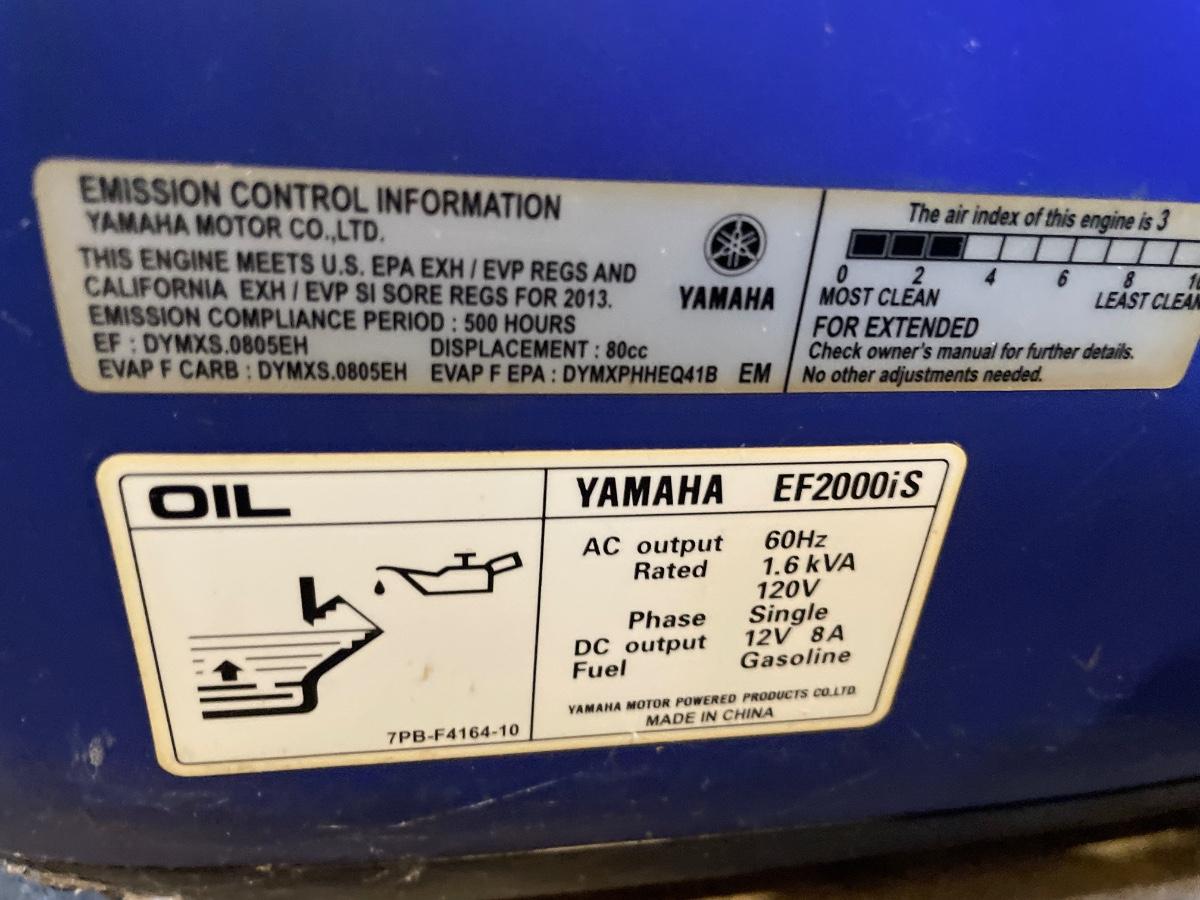 EMISSION CONTROL INFORMATION
YAMAHA MOTOR CO.,LTD.
THIS ENGINE MEETS U.S. EPA EXH / EVP REGS AND
CALIFORNIA EXH / EVP SI SORE REGS FOR 2013.
EMISSION COMPLIANCE PERIOD : 500 HOURS
EF : DYMXS.0805EH DISPLACEMENT : 80cc
EVAP F CARB : DYMXS.0805EH EVAP F EPA : DYMXPHHEQ41B EM
YAMAHA
The air index of this engine is 3
0 2 4 6 8 10
MOST CLEAN LEAST CLEAN
FOR EXTENDED
Check owner's manual for further details.
No other adjustments needed.
OIL
7PB-F4164-10
YAMAHA EF2000iS
AC output 60Hz
Rated 1.6 kVA
120V
Phase Single
DC output 12V 8A
Fuel Gasoline
YAMAHA MOTOR POWERED PRODUCTS CO.LTD.
MADE IN CHINA